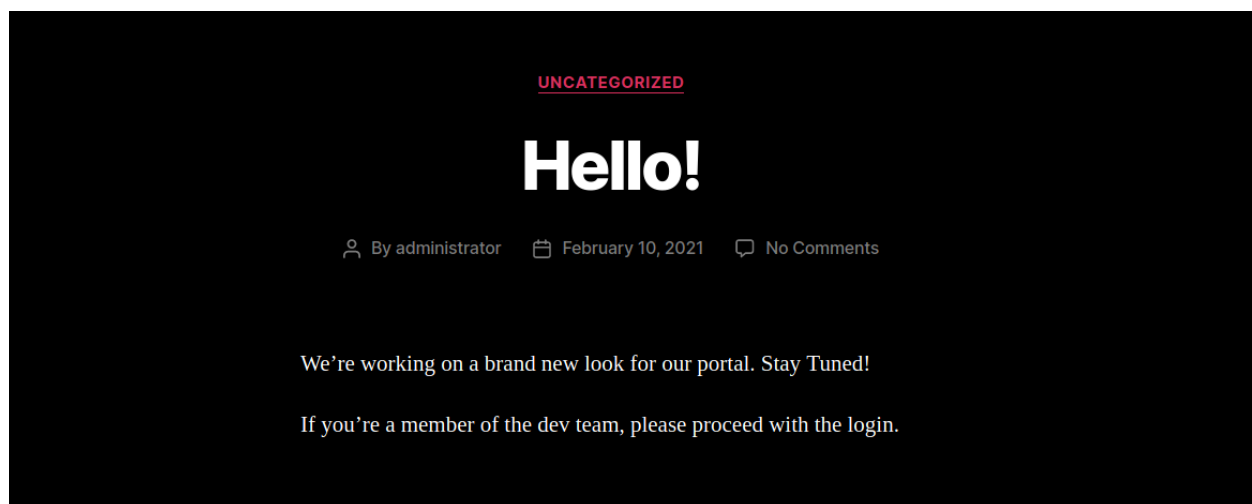 UNCATEGORIZED
Hello!
By administrator February 10, 2021 No Comments
We’re working on a brand new look for our portal. Stay Tuned!
If you’re a member of the dev team, please proceed with the login.